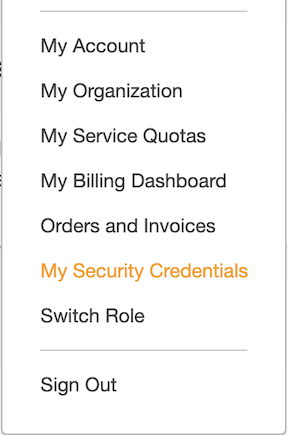 My Account
My Organization
My Service Quotas
My Billing Dashboard
Orders and Invoices
My Security Credentials
Switch Role
Sign Out